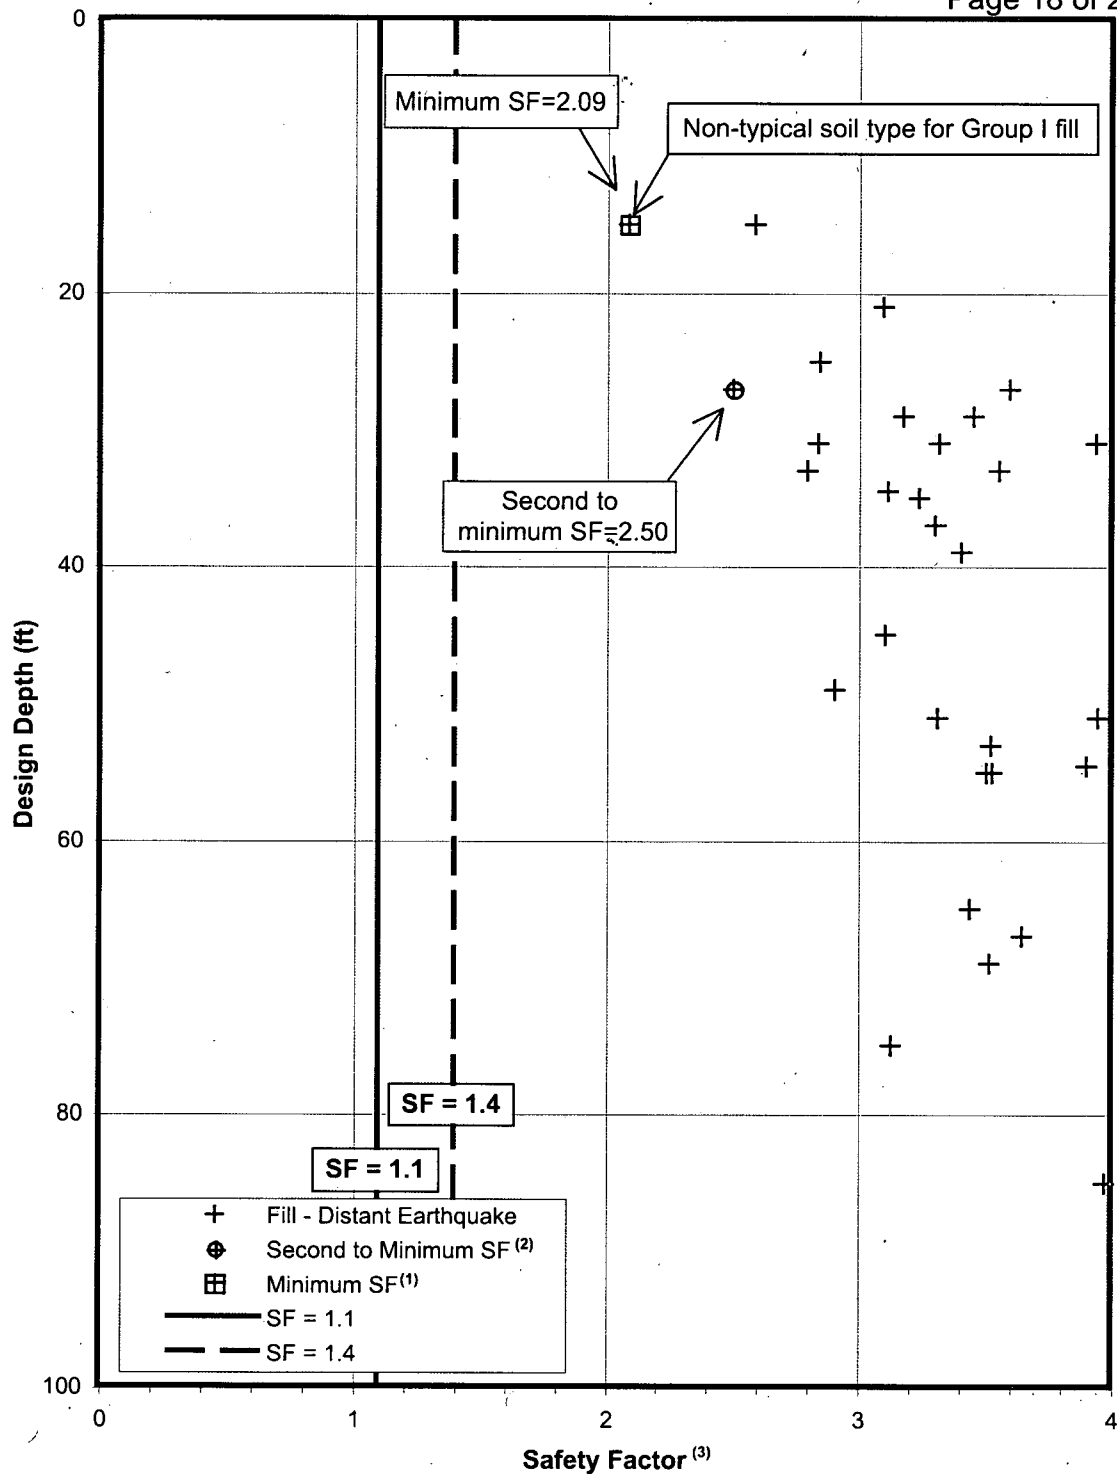 Page 18 of 2
0
Minimum SF=2.09
Non-typical soil type for Group I fill
20
Second to
minimum SF=2.50
40
Design Depth (ft)
60
80
SF = 1.4
SF = 1.1
Fill - Distant Earthquake
Second to Minimum SF (2)
Minimum SF(1)
SF = 1.1
SF = 1.4
100
0 1 2 3 4
Safety Factor (3)